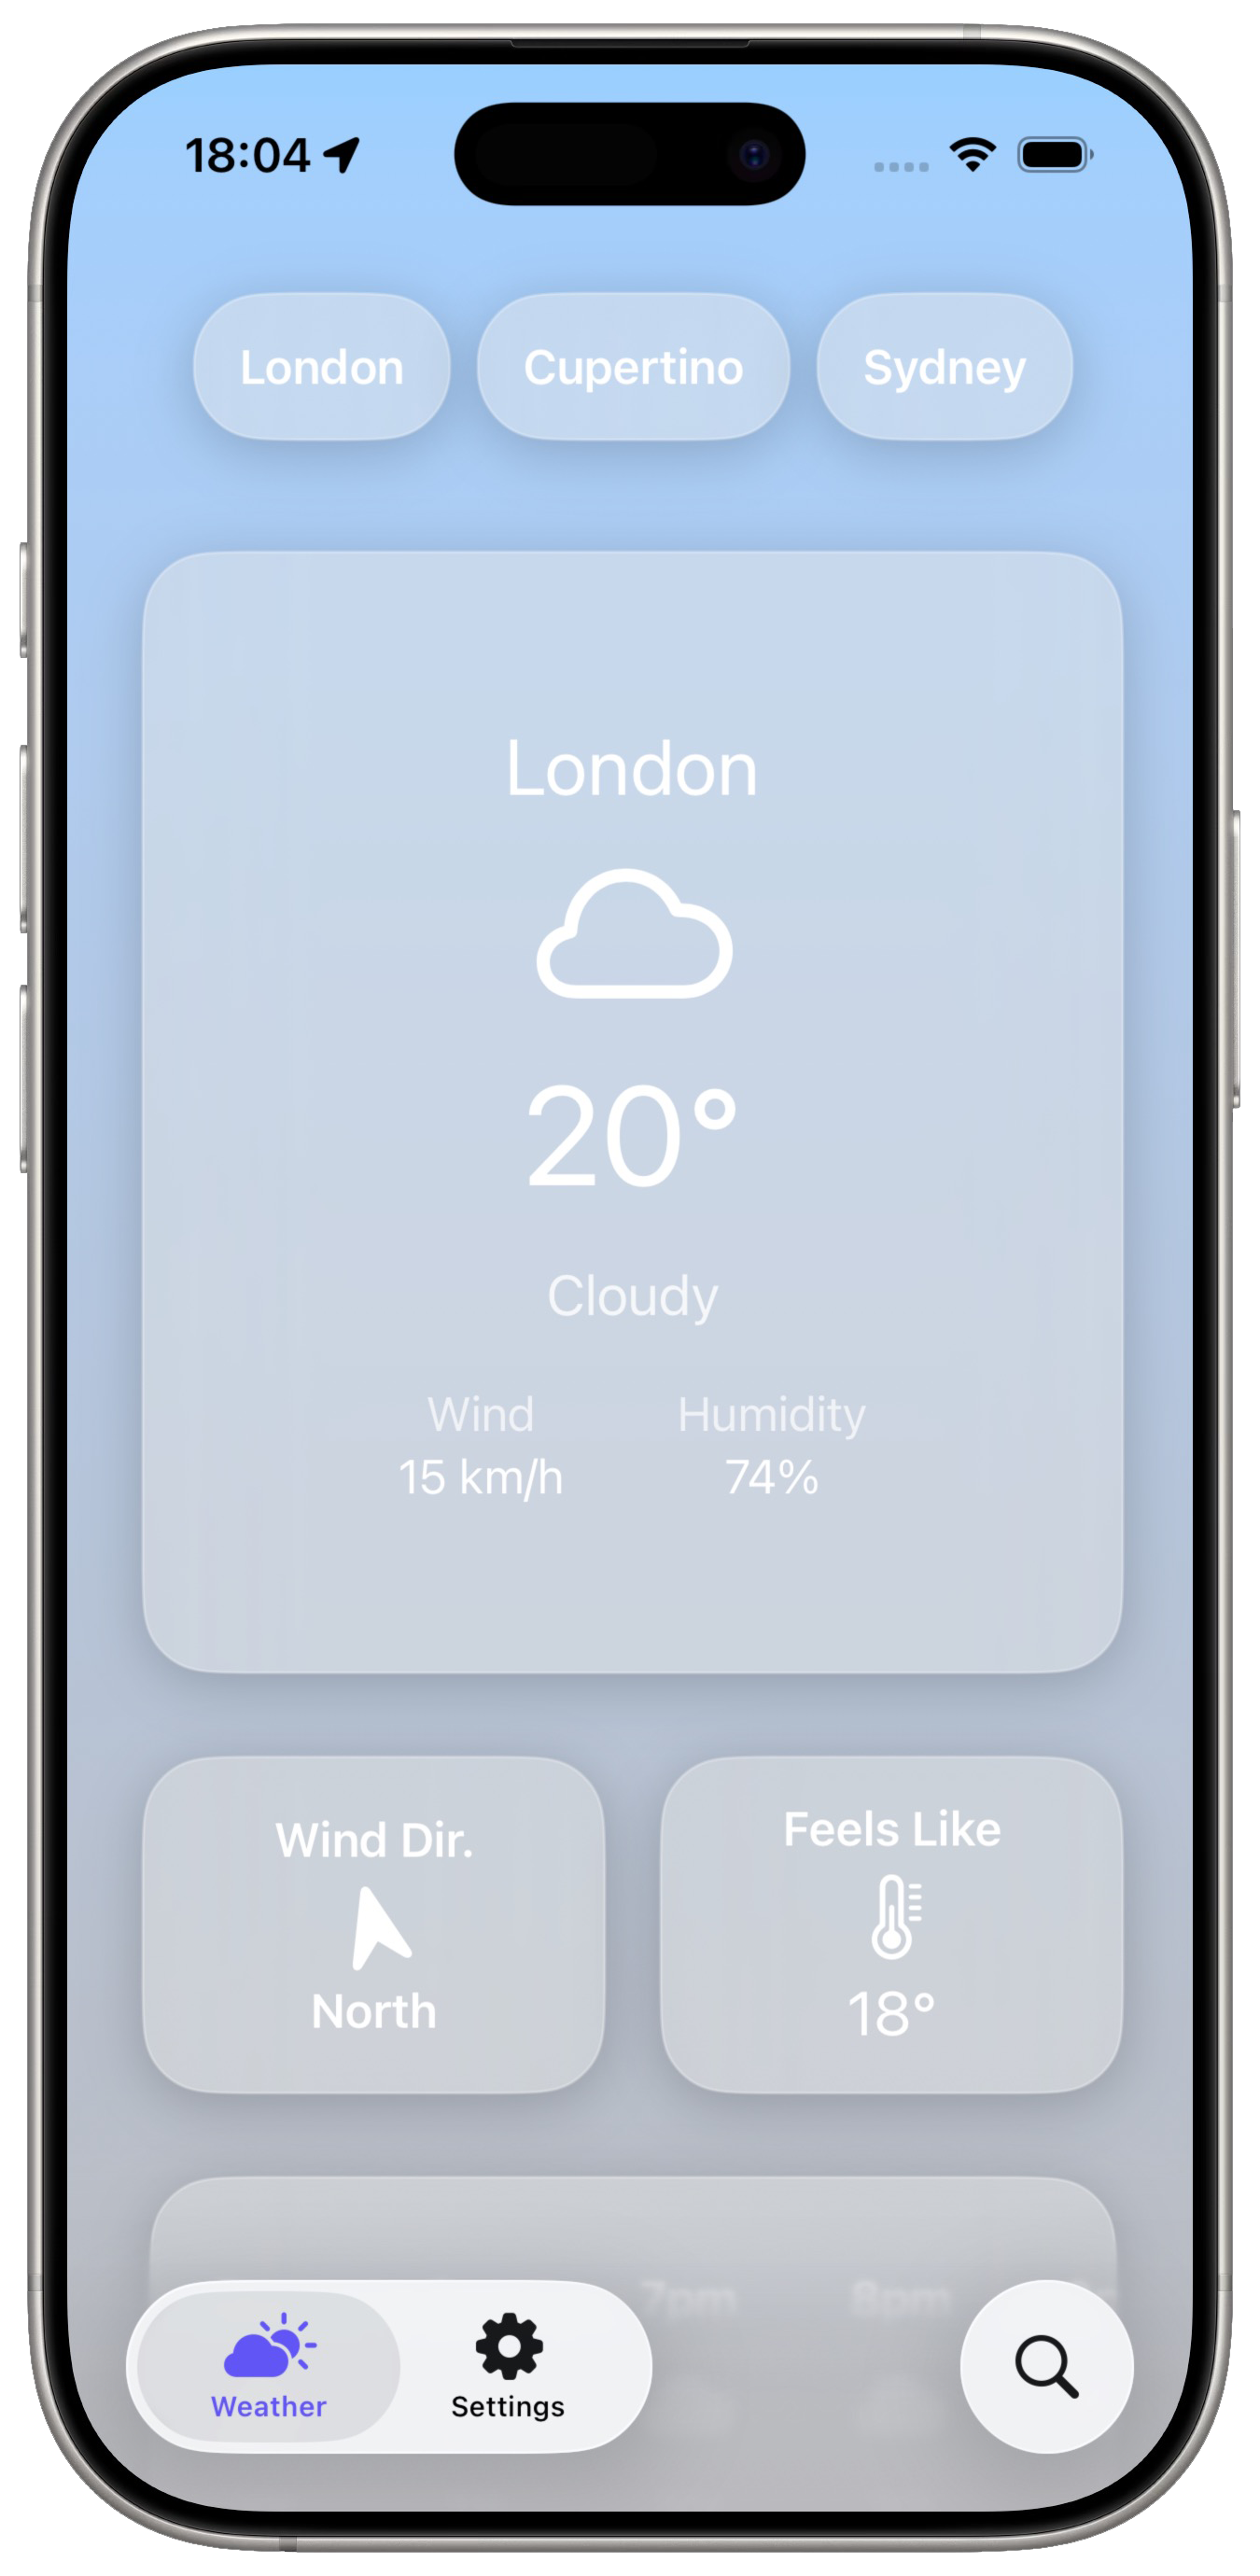 18:04
London Cupertino Sydney
London
20°
Cloudy
Wind Humidity
15 km/h 74%
Wind Dir. Feels Like
North 18°
7pm 8pm
Weather Settings